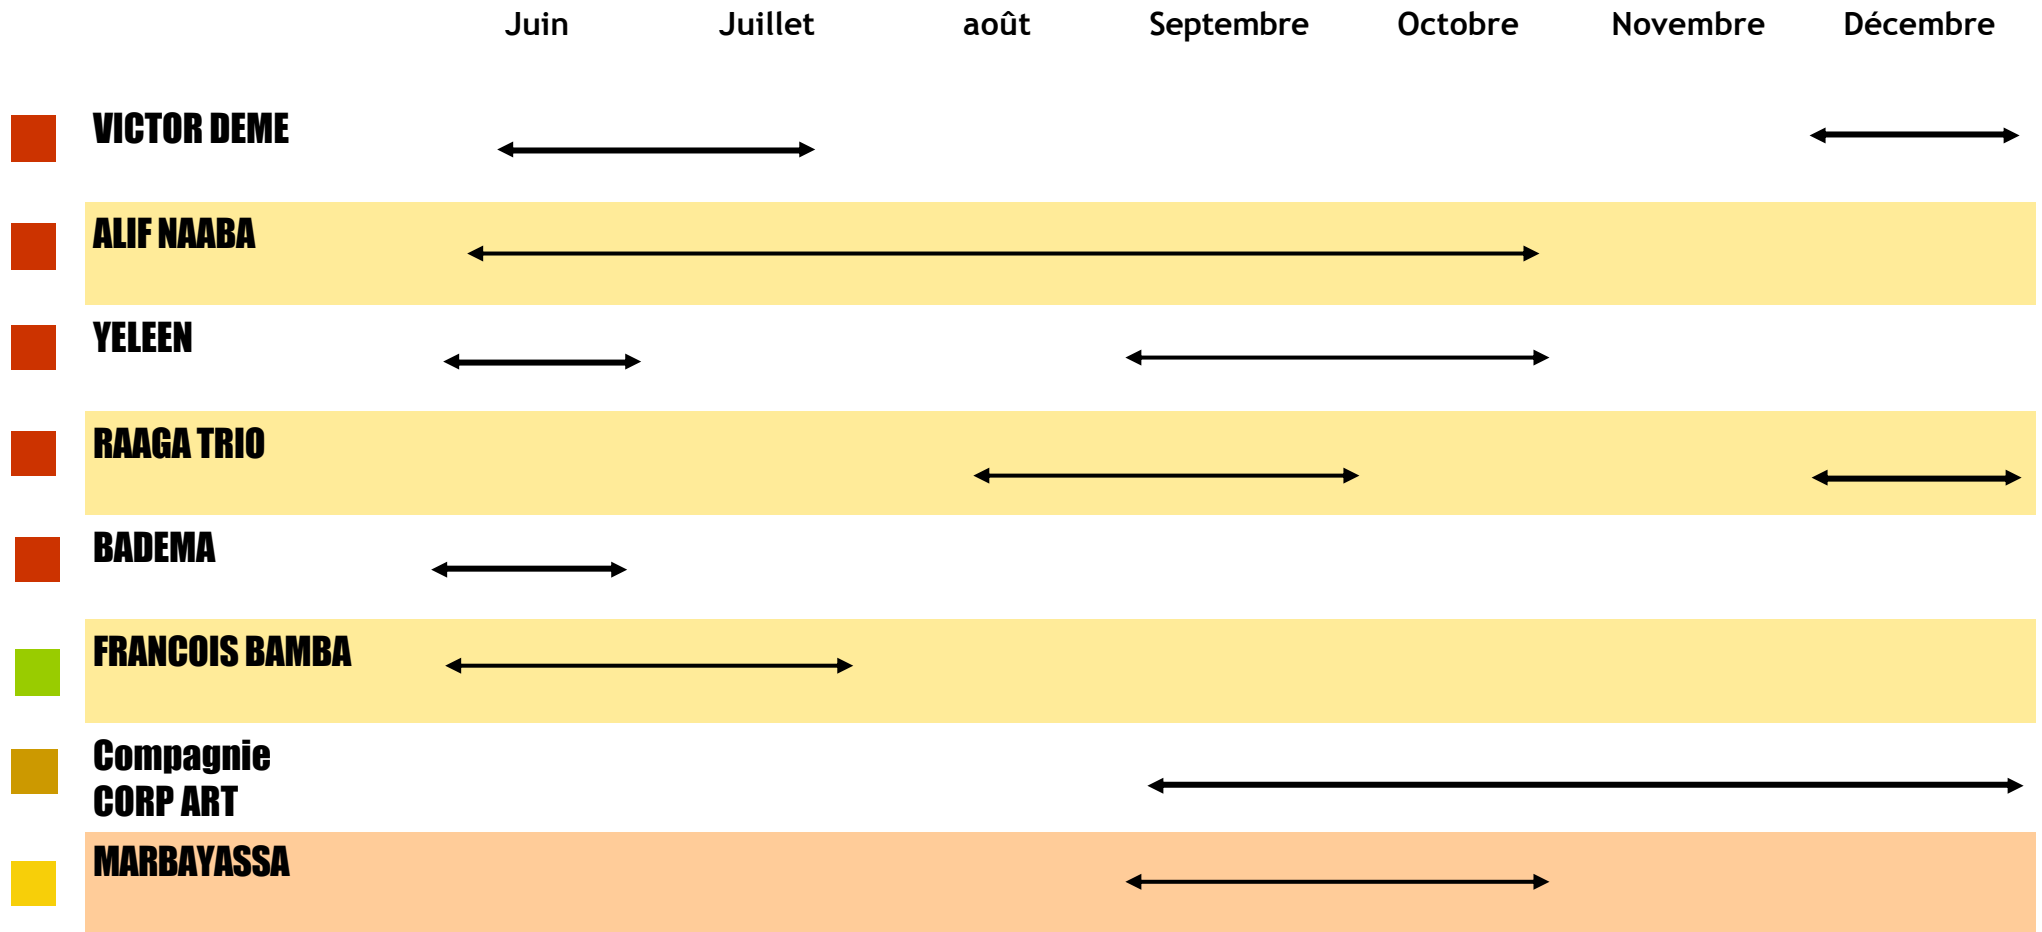 Juin Juillet août Septembre Octobre Novembre Décembre
VICTOR DEME
ALIF NAABA
YELEEN
RAAGA TRIO
BADEMA
FRANCOIS BAMBA
Compagnie
CORP ART
MARBAYASSA